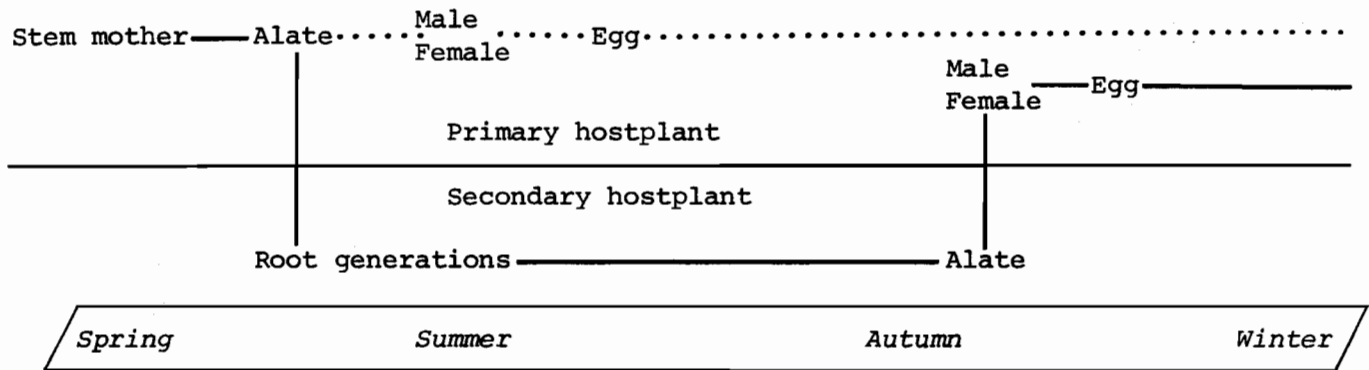 Male
Stem mother Alate Egg
Female
Male
Egg
Female
Primary hostplant
Secondary hostplant
Root generations Alate
Spring Summer Autumn Winter